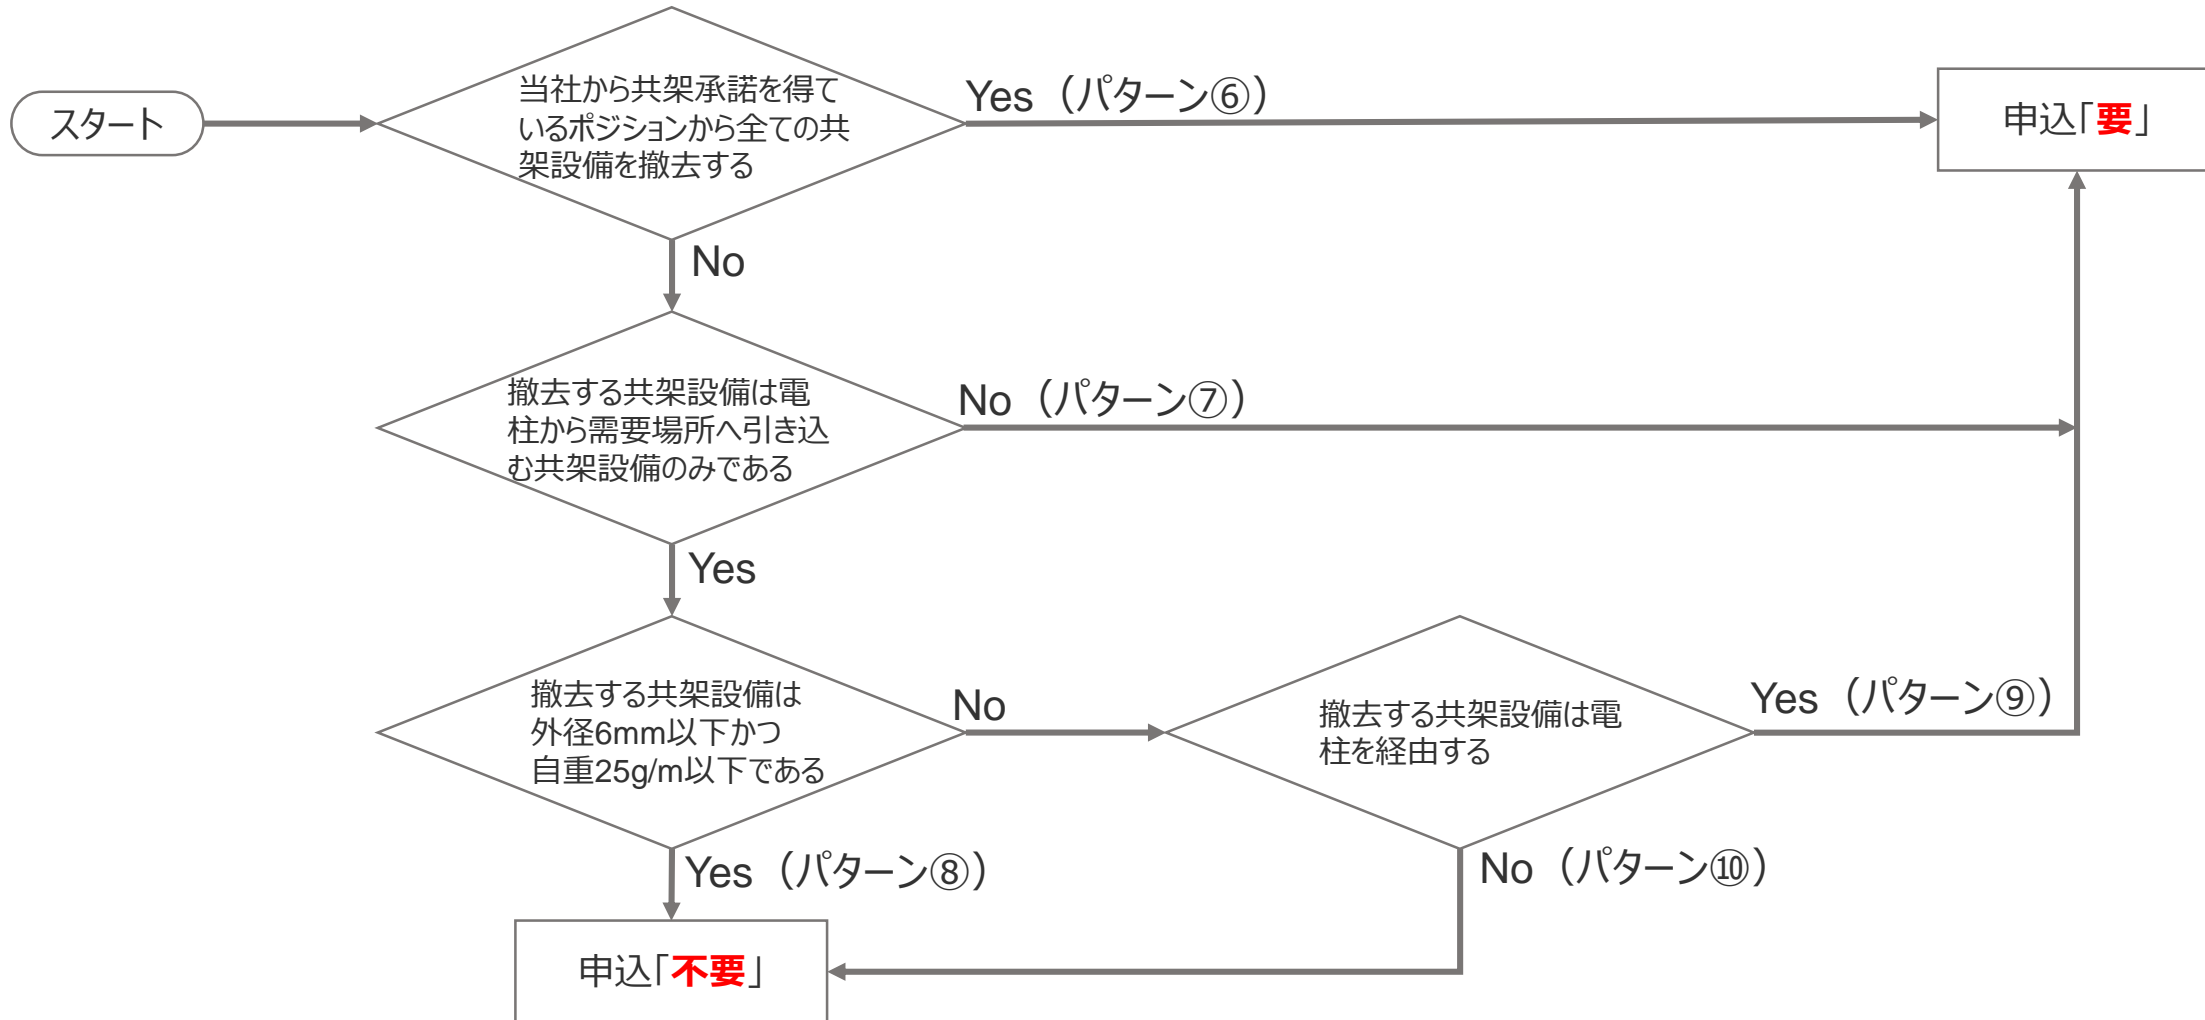 スタート
当社から共架承諾を得て
いるポジションから全ての共
架設備を撤去する
Yes（パターン⑥）
申込「要」
No
撤去する共架設備は電
柱から需要場所へ引き込
む共架設備のみである
No（パターン⑦）
Yes
撤去する共架設備は
外径6mm以下かつ
自重25g/m以下である
No
撤去する共架設備は電
柱を経由する
Yes（パターン⑨）
Yes（パターン⑧）
No（パターン⑩）
申込「不要」